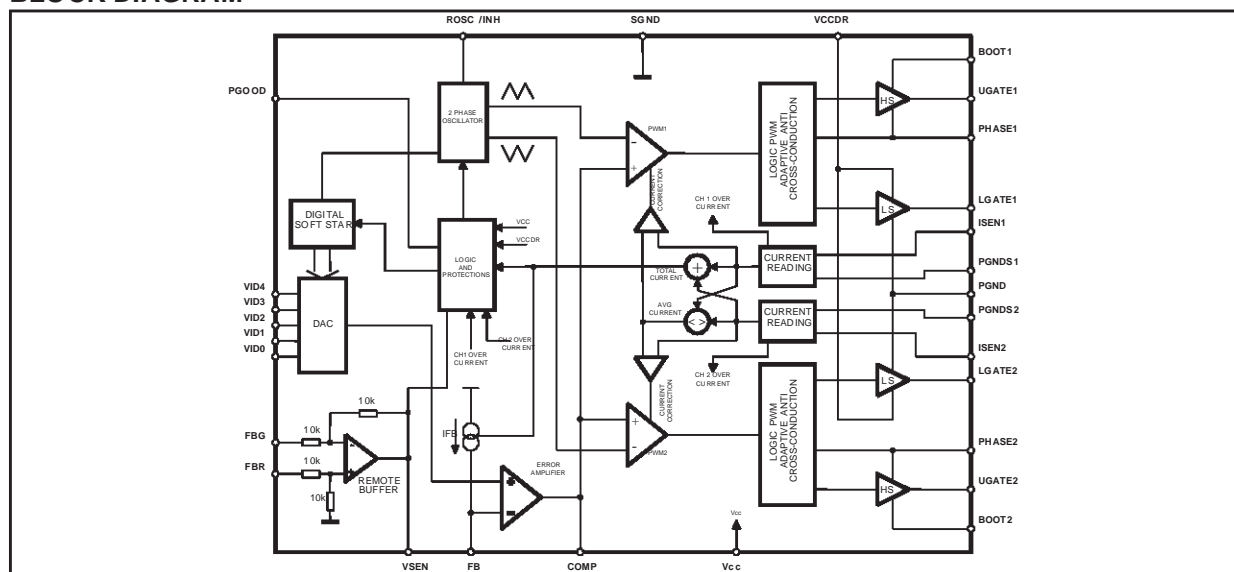 BLOCK DIAGRAM
ROSC /INH
SGND
VCCDR
BOOT1
PGOOD
2 PHASE
OSCILLATOR
PWM1
LOGIC PWM
ADAPTIVE ANTI
CROSS-CONDUCTION
HS
UGATE1
PHASE1
DIGITAL
SOFT STAR
CURRENT
CORRECTION
CH 1 OVER
CURRENT
LS
LGATE1
ISEN1
VCC
VCCDR
LOGIC
AND
PROTECTIONS
TOTAL
CURRENT
+
CURRENT
READING
PGNDS1
PGND
VID4
VID3
VID2
VID1
VID0
DAC
AVG
CURRENT
< >
CURRENT
READING
PGNDS2
ISEN2
CH1 OVER
CURRENT
CH2 OVER
CURRENT
CH 2 OVER
CURRENT
CURRENT
CORRECTION
LS
LGATE2
10k
FBG
10k
-
IFB
+
-
PWM2
LOGIC PWM
ADAPTIVE ANTI
CROSS-CONDUCTION
PHASE2
FBR
10k
+
REMOTE
BUFFER
10k
ERROR
AMPLIFIER
+
-
HS
UGATE2
Vcc
BOOT2
VSEN
FB
COMP
Vcc